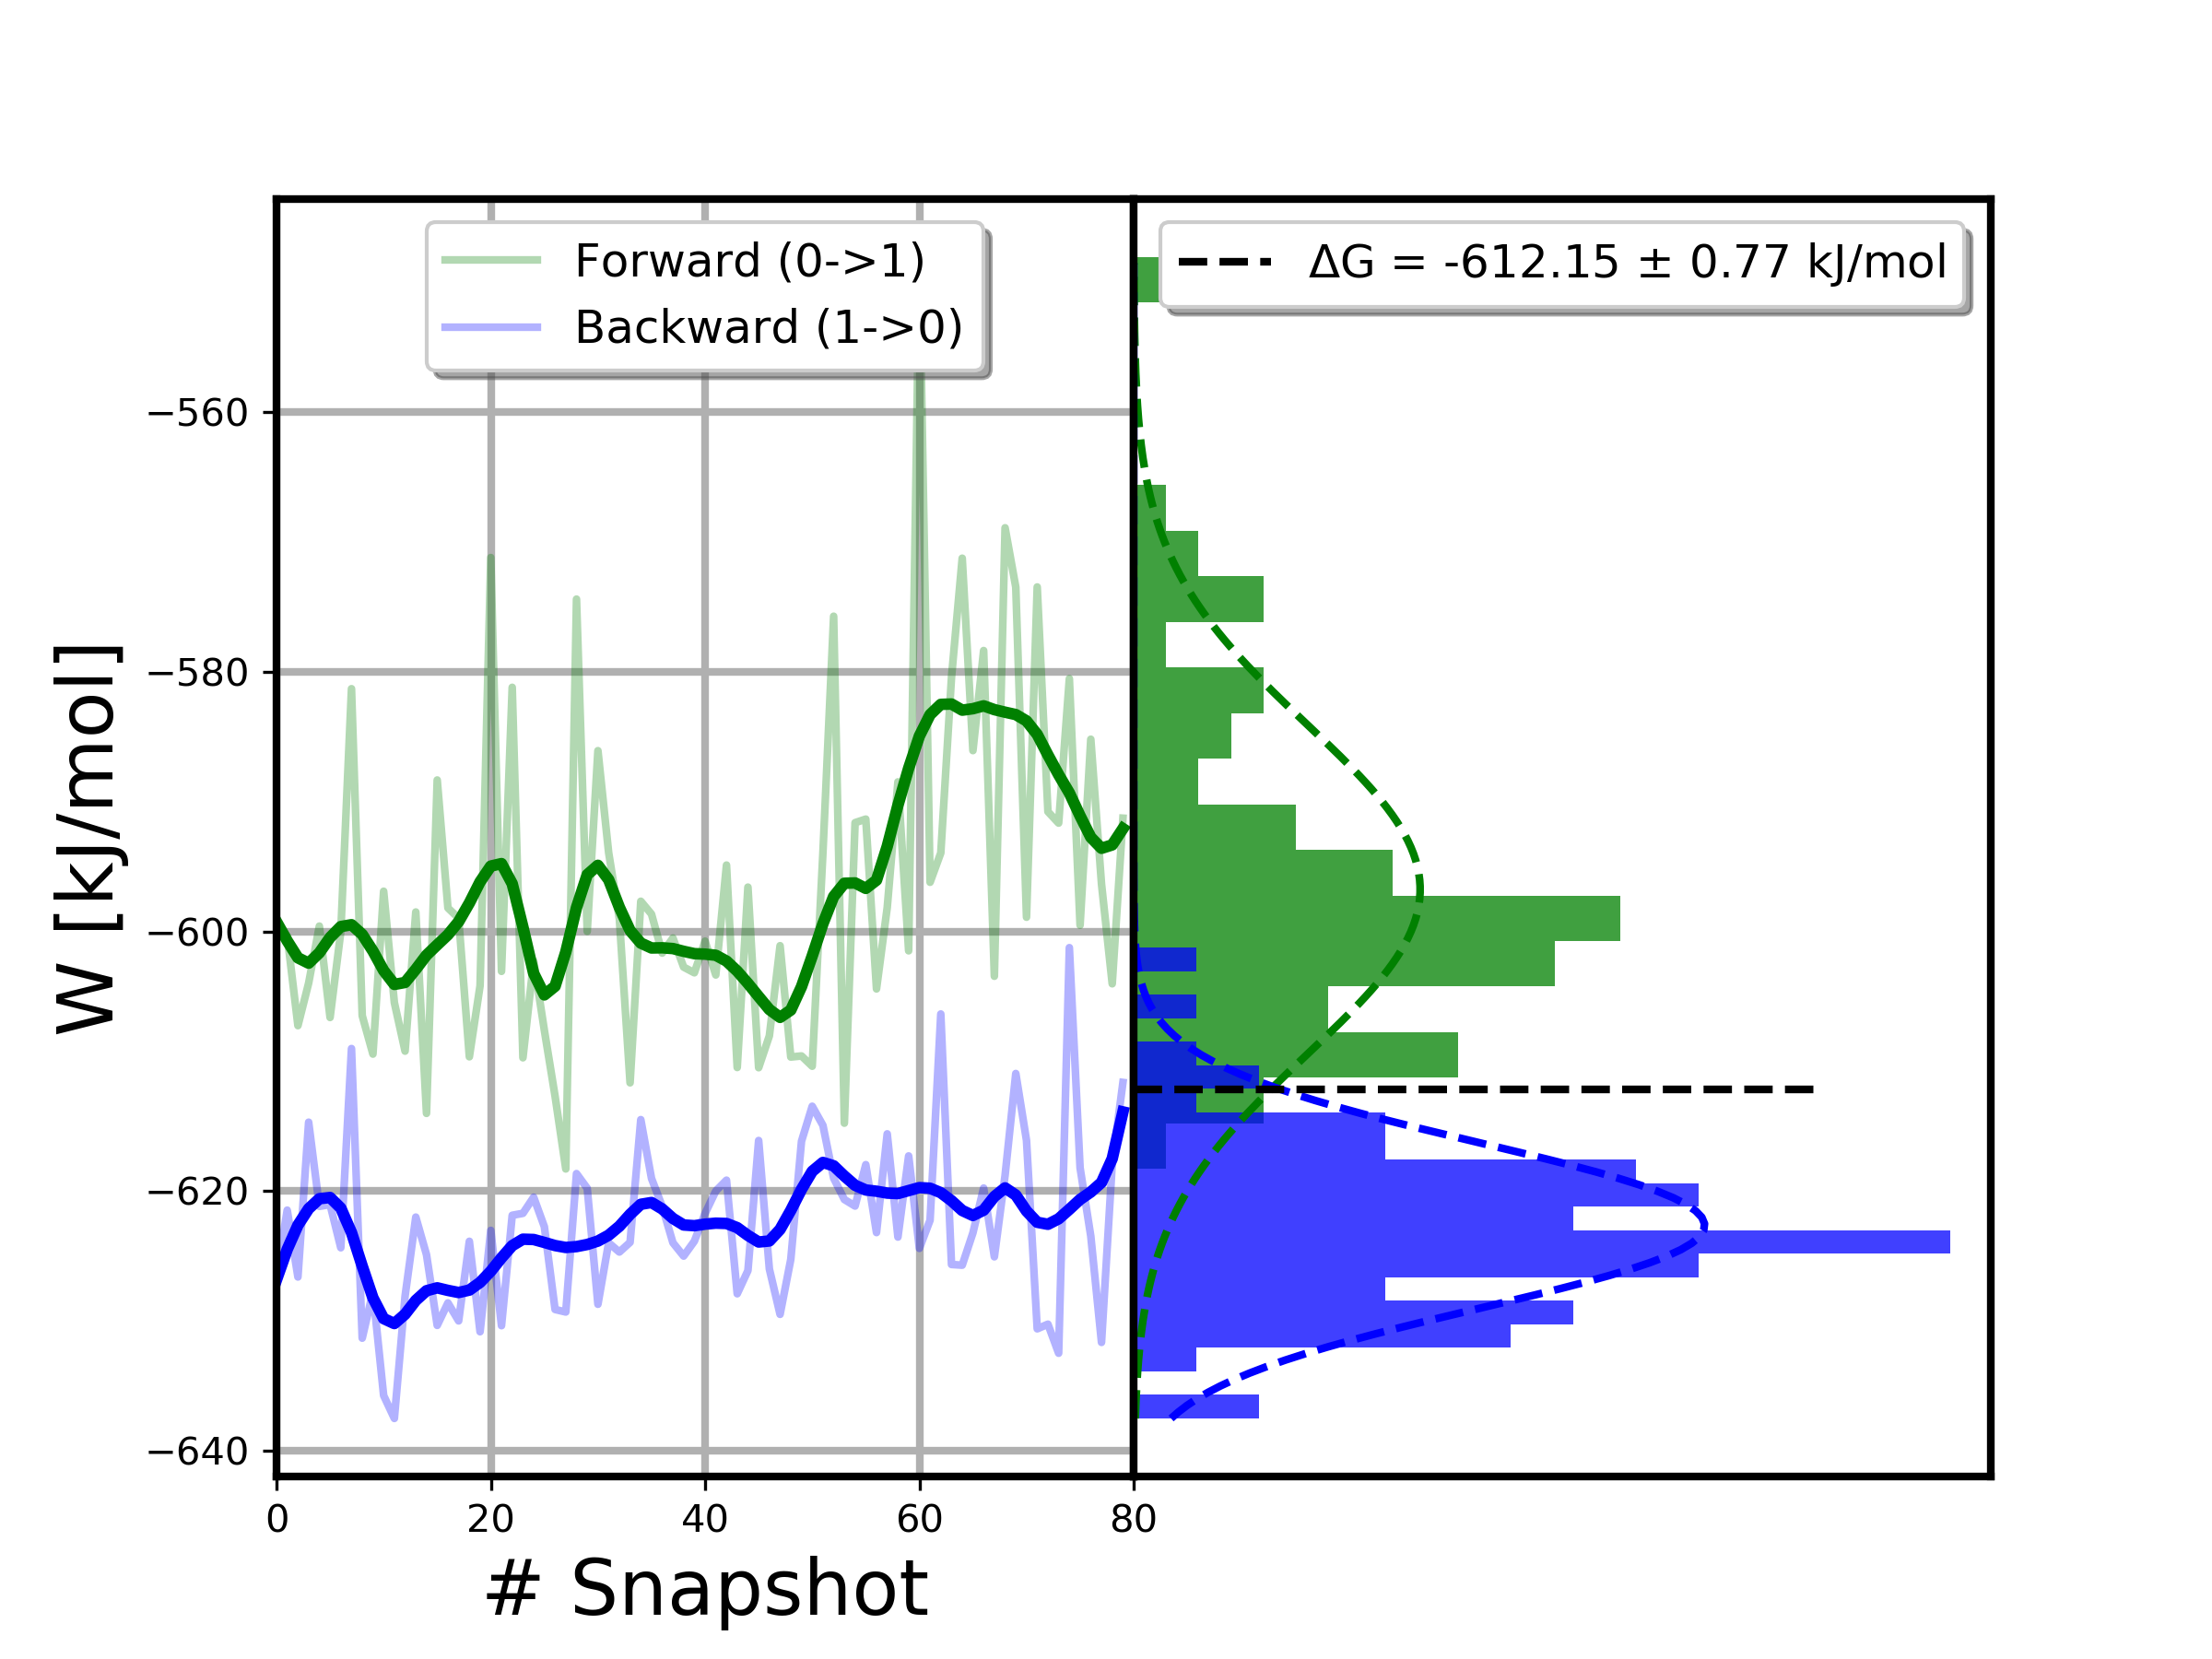 Forward (0->1)
Backward (1->0)
ΔG = -612.15 ± 0.77 kJ/mol
W [kJ/mol]
−560
−580
−600
−620
−640
0 20 40 60 80
# Snapshot